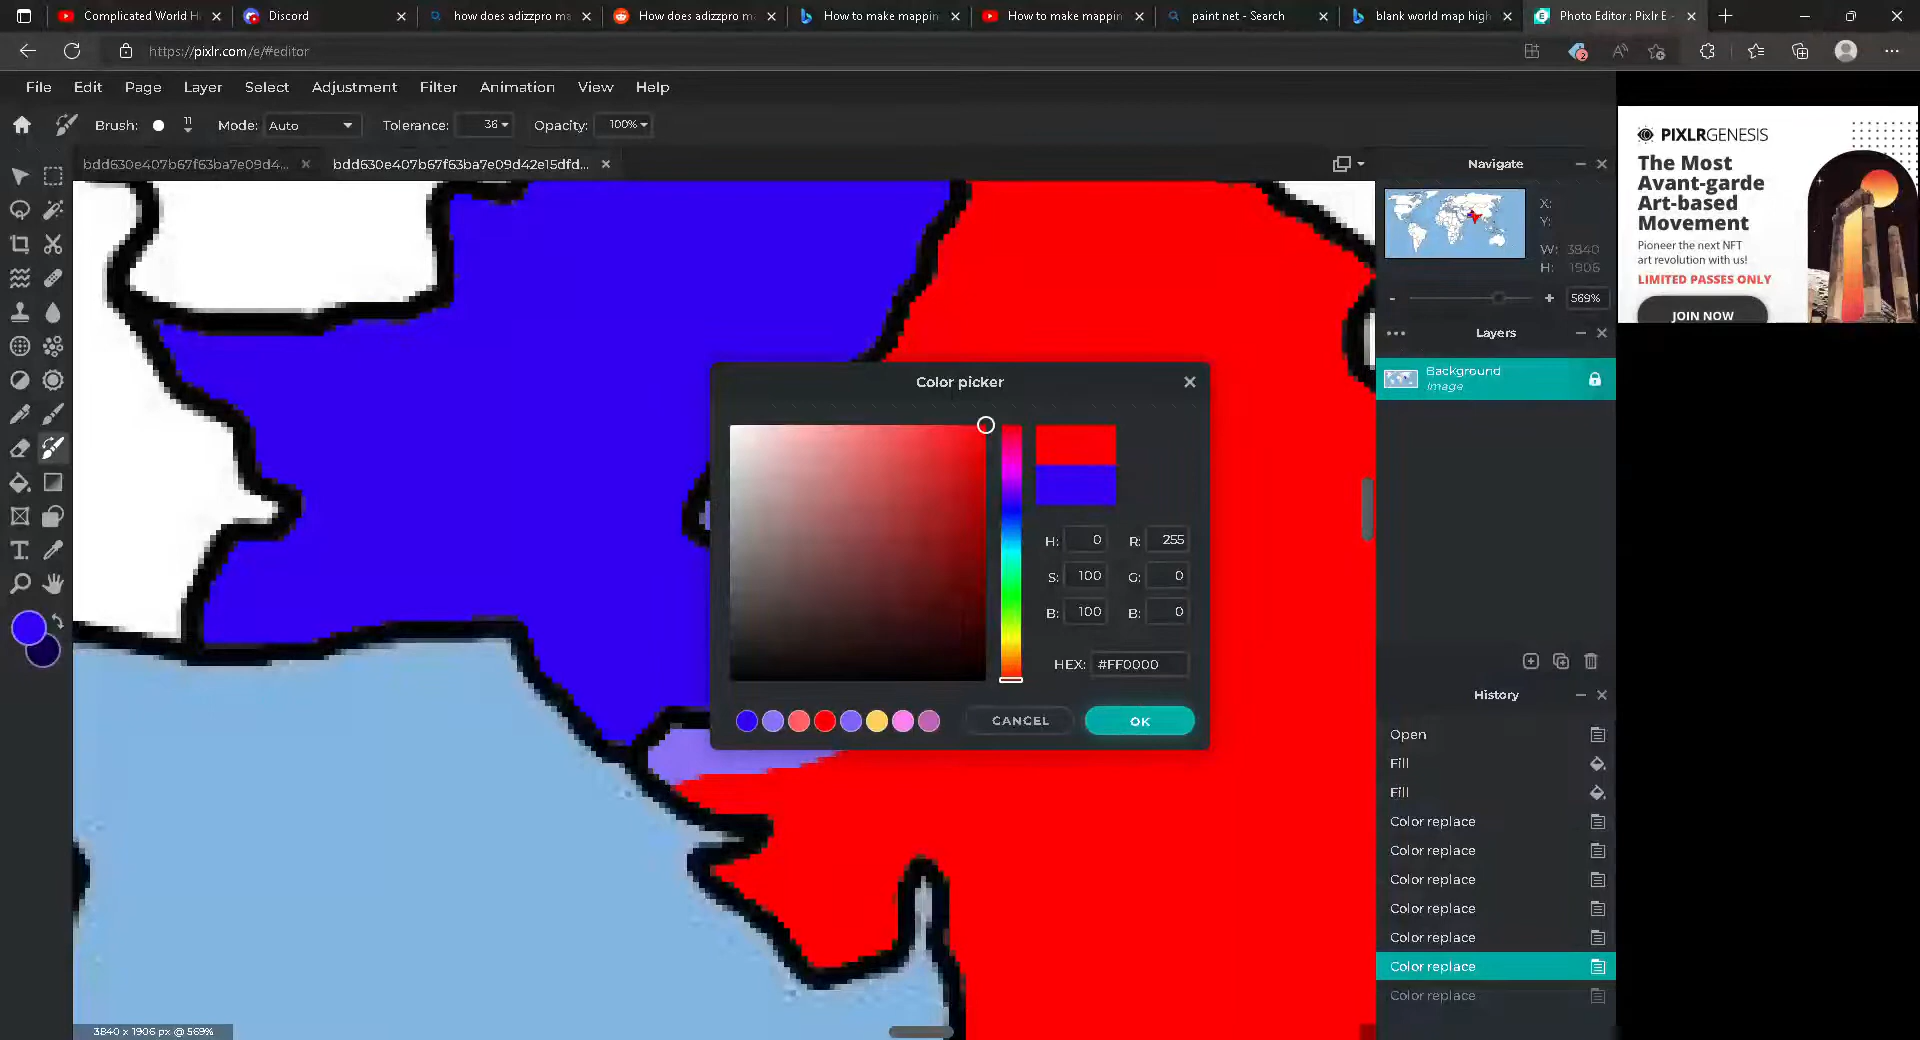 Complicated World Hi
Discord
how does adizzpro ma
How does adizzpro m
How to make mappin
How to make mappin
paint net - Search
blank world map high
Photo Editor : Pixlr E -
https://pixlr.com/e/#editor
2
File Edit Page Layer Select Adjustment Filter Animation View Help
Brush: 11 Mode: Auto Tolerance: 36 Opacity: 100%
bdd630e407b67f63ba7e09d4...
bdd630e407b67f63ba7e09d42e15dfd...
Navigate
X:
Y:
W: 3840
H: 1906
- + 569%
Layers
Background
Image
Color picker
H: 0 R: 255
S: 100 G: 0
B: 100 B: 0
HEX: #FF0000
CANCEL OK
History
Open
Fill
Fill
Color replace
Color replace
Color replace
Color replace
Color replace
Color replace
Color replace
3840 x 1906 px @ 569%
PIXLRGENESIS
The Most
Avant-garde
Art-based
Movement
Pioneer the next NFT
art revolution with us!
LIMITED PASSES ONLY
JOIN NOW